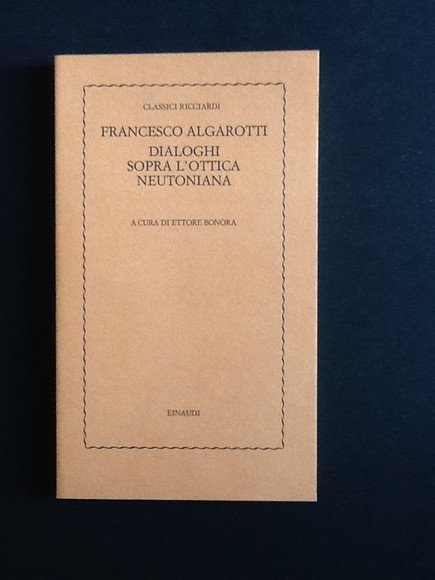 CLASSICI RICCIARDI
FRANCESCO ALGAROTTI
DIALOGHI
SOPRA L'OTTICA
NEUTONIANA
A CURA DI ETTORE BONORA
EINAUDI